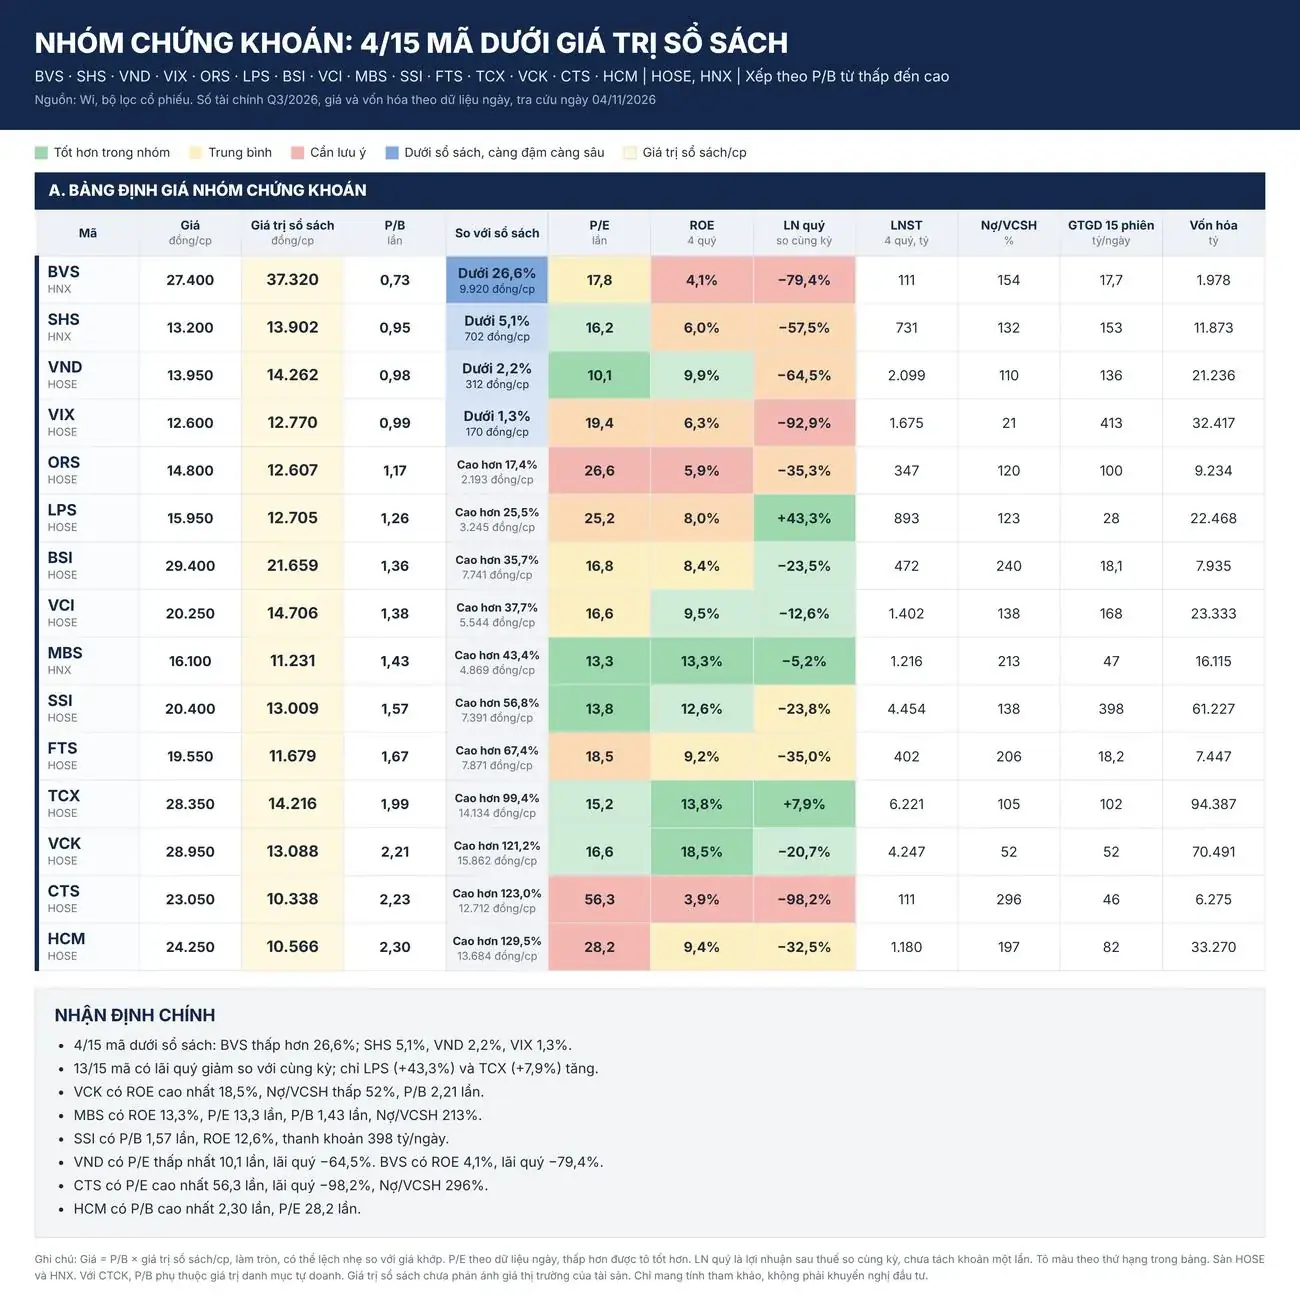 NHÓM CHỨNG KHOÁN: 4/15 MÃ DƯỚI GIÁ TRỊ SỔ SÁCH
BVS · SHS · VND · VIX · ORS · LPS · BSI · VCI · MBS · SSI · FTS · TCX · VCK · CTS · HCM | HOSE, HNX | Xếp theo P/B từ thấp đến cao
Nguồn: Wi, bộ lọc cổ phiếu. Số tài chính Q3/2026, giá và vốn hóa theo dữ liệu ngày, tra cứu ngày 04/11/2026
Tốt hơn trong nhóm Trung bình Cần lưu ý Dưới sổ sách, càng đậm càng sâu Giá trị sổ sách/cp
A. BẢNG ĐỊNH GIÁ NHÓM CHỨNG KHOÁN
Mã Giá Giá trị sổ sách P/B So với sổ sách P/E ROE LN quý LNST Nợ/VCSH GTGD 15 phiên Vốn hóa
đồng/cp đồng/cp lần lần 4 quý so cùng kỳ 4 quý, tỷ % tỷ/ngày tỷ
BVS 27.400 37.320 0,73 Dưới 26,6% 17,8 4,1% −79,4% 111 154 17,7 1.978
HNX 9.920 đồng/cp
SHS 13.200 13.902 0,95 Dưới 5,1% 16,2 6,0% −57,5% 731 132 153 11.873
HNX 702 đồng/cp
VND 13.950 14.262 0,98 Dưới 2,2% 10,1 9,9% −64,5% 2.099 110 136 21.236
HOSE 312 đồng/cp
VIX 12.600 12.770 0,99 Dưới 1,3% 19,4 6,3% −92,9% 1.675 21 413 32.417
HOSE 170 đồng/cp
ORS 14.800 12.607 1,17 Cao hơn 17,4% 26,6 5,9% −35,3% 347 120 100 9.234
HOSE 2.193 đồng/cp
LPS 15.950 12.705 1,26 Cao hơn 25,5% 25,2 8,0% +43,3% 893 123 28 22.468
HOSE 3.245 đồng/cp
BSI 29.400 21.659 1,36 Cao hơn 35,7% 16,8 8,4% −23,5% 472 240 18,1 7.935
HOSE 7.741 đồng/cp
VCI 20.250 14.706 1,38 Cao hơn 37,7% 16,6 9,5% −12,6% 1.402 138 168 23.333
HOSE 5.544 đồng/cp
MBS 16.100 11.231 1,43 Cao hơn 43,4% 13,3 13,3% −5,2% 1.216 213 47 16.115
HNX 4.869 đồng/cp
SSI 20.400 13.009 1,57 Cao hơn 56,8% 13,8 12,6% −23,8% 4.454 138 398 61.227
HOSE 7.391 đồng/cp
FTS 19.550 11.679 1,67 Cao hơn 67,4% 18,5 9,2% −35,0% 402 206 18,2 7.447
HOSE 7.871 đồng/cp
TCX 28.350 14.216 1,99 Cao hơn 99,4% 15,2 13,8% +7,9% 6.221 105 102 94.387
HOSE 14.134 đồng/cp
VCK 28.950 13.088 2,21 Cao hơn 121,2% 16,6 18,5% −20,7% 4.247 52 52 70.491
HOSE 15.862 đồng/cp
CTS 23.050 10.338 2,23 Cao hơn 123,0% 56,3 3,9% −98,2% 111 296 46 6.275
HOSE 12.712 đồng/cp
HCM 24.250 10.566 2,30 Cao hơn 129,5% 28,2 9,4% −32,5% 1.180 197 82 33.270
HOSE 13.684 đồng/cp
NHẬN ĐỊNH CHÍNH
• 4/15 mã dưới sổ sách: BVS thấp hơn 26,6%; SHS 5,1%, VND 2,2%, VIX 1,3%.
• 13/15 mã có lãi quý giảm so với cùng kỳ; chỉ LPS (+43,3%) và TCX (+7,9%) tăng.
• VCK có ROE cao nhất 18,5%, Nợ/VCSH thấp 52%, P/B 2,21 lần.
• MBS có ROE 13,3%, P/E 13,3 lần, P/B 1,43 lần, Nợ/VCSH 213%.
• SSI có P/B 1,57 lần, ROE 12,6%, thanh khoản 398 tỷ/ngày.
• VND có P/E thấp nhất 10,1 lần, lãi quý −64,5%. BVS có ROE 4,1%, lãi quý −79,4%.
• CTS có P/E cao nhất 56,3 lần, lãi quý −98,2%, Nợ/VCSH 296%.
• HCM có P/B cao nhất 2,30 lần, P/E 28,2 lần.
Ghi chú: Giá = P/B × giá trị sổ sách/cp, làm tròn, có thể lệch nhẹ so với giá khớp. P/E theo dữ liệu ngày, thấp hơn được tô tốt hơn. LN quý là lợi nhuận sau thuế so cùng kỳ, chưa tách khoản một lần. Tô màu theo thứ hạng trong bảng. Sàn HOSE
và HNX. Với CTCK, P/B phụ thuộc giá trị danh mục tự doanh. Giá trị sổ sách chưa phản ánh giá thị trường của tài sản. Chỉ mang tính tham khảo, không phải khuyến nghị đầu tư.